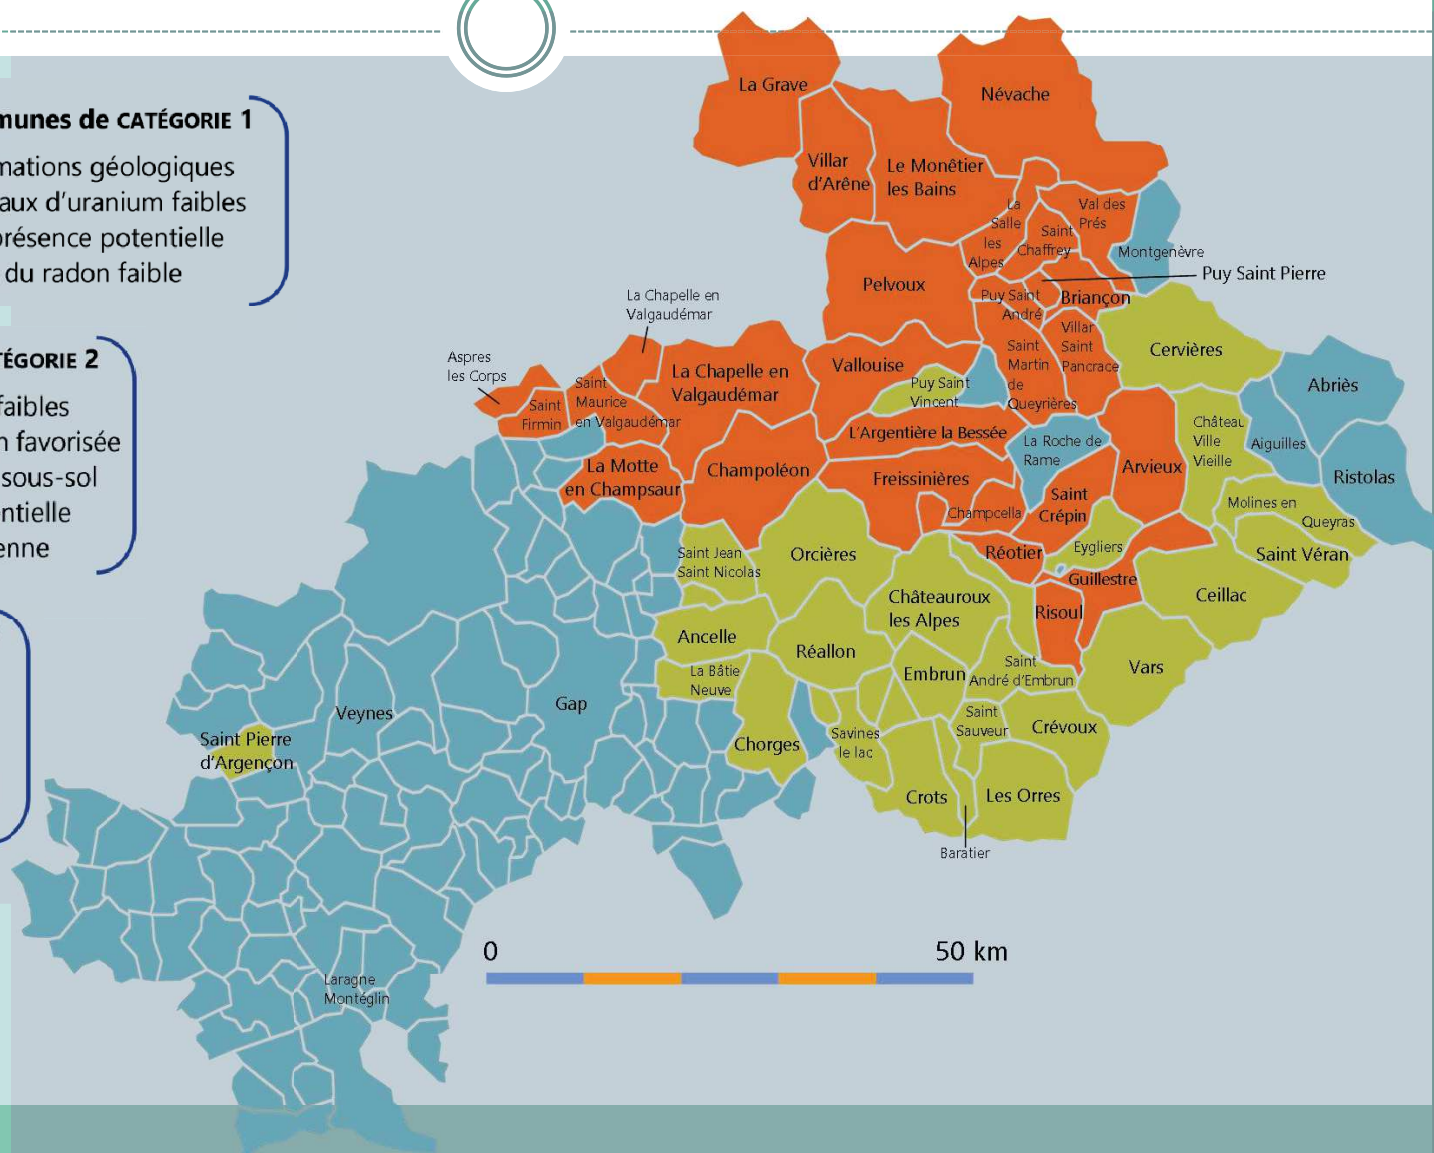 munes de CATÉGORIE 1
mations géologiques
aux d'uranium faibles
présence potentielle
du radon faible
TÉGORIE 2
faibles
n favorisée
sous-sol
entielle
enne
La Grave
Névache
Villar
d'Arêne
Le Monêtier
les Bains
La
Salle
les
Alpes
Saint
Chaffrey
Val des
Prés
Montgenèvre
Puy Saint Pierre
Pelvoux
Puy Saint
André
Briançon
La Chapelle en
Valgaudémar
Villar
Saint
Pancrace
Saint
Martin
de
Queyrières
Cervières
Aspres
les Corps
Saint
Firmin
Saint
Maurice
en Valgaudémar
La Chapelle en
Valgaudémar
Vallouise
Puy Saint
Vincent
Abriès
L'Argentière la Bessée
La Roche de
Rame
Château
Ville
Vieille
Aiguilles
La Motte
en Champsaur
Champoléon
Freissinières
Arvieux
Ristolas
Champcella
Saint
Crépin
Molines en
Queyras
Saint Jean
Saint Nicolas
Orcières
Réotier
Eygliers
Saint Véran
Guillestre
Châteauroux
les Alpes
Risoul
Ceillac
Ancelle
Réallon
La Bâtie
Neuve
Embrun
Saint
André d'Embrun
Vars
Gap
Veynes
Saint Pierre
d'Argençon
Chorges
Savines
le lac
Saint
Sauveur
Crévoux
Crots
Les Orres
Baratier
0
50 km
Laragne
Montéglin